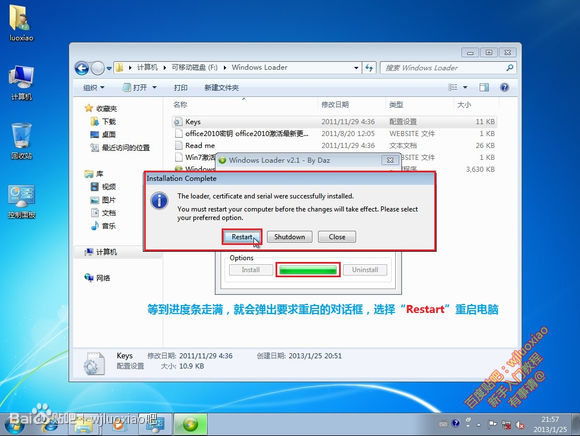 luoxiao
计算机
回收站
控制面板
计算机 ▸ 可移动磁盘 (F:) ▸ Windows Loader
搜索 Windows Loader
组织 打开 打印 新建文件夹
收藏夹
下载
桌面
最近访问的位置
库
视频
图片
文档
音乐
计算机
网络
名称 修改日期 类型 大小
Keys 2011/11/29 4:36 配置设置 11 KB
office2010密钥 office2010激活最新更... 2011/8/20 12:05 WEBSITE 文件 1 KB
Read me 2011/11/29 4:36 文本文档 26 KB
Win7激活 WEBSITE 文件 1 KB
Windows 程序 3,630 KB
Windows Loader v2.1 - By Daz
Installation Complete
The loader, certificate and serial were successfully installed.
You must restart your computer before the changes will take effect. Please select
your preferred option.
Restart Shutdown Close
Options
Install Uninstall
等到进度条走满，就会弹出要求重启的对话框，选择“Restart”重启电脑
Keys 修改日期: 2011/11/29 4:36 创建日期: 2013/1/25 20:51
配置设置 大小: 10.9 KB
百度贴吧：wjluoxiao
新手入门教程
有事请@
Bai 贴吧：wjluoxiao吧
21:57
2013/1/25